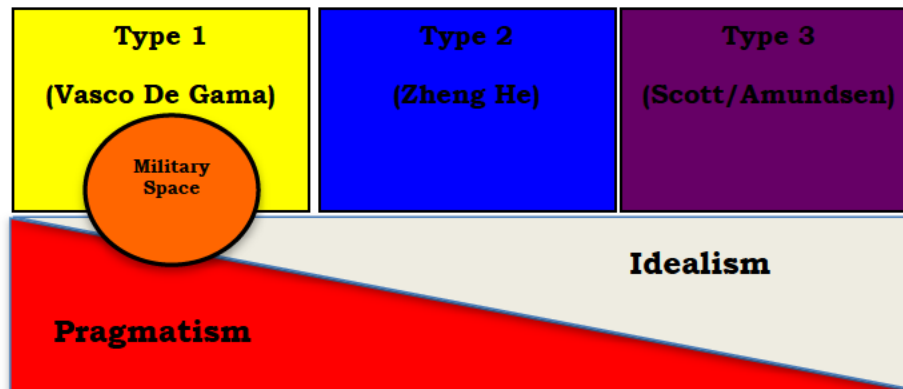 Type 1
(Vasco De Gama)
Military
Space
Type 2
(Zheng He)
Type 3
(Scott/Amundsen)
Idealism
Pragmatism